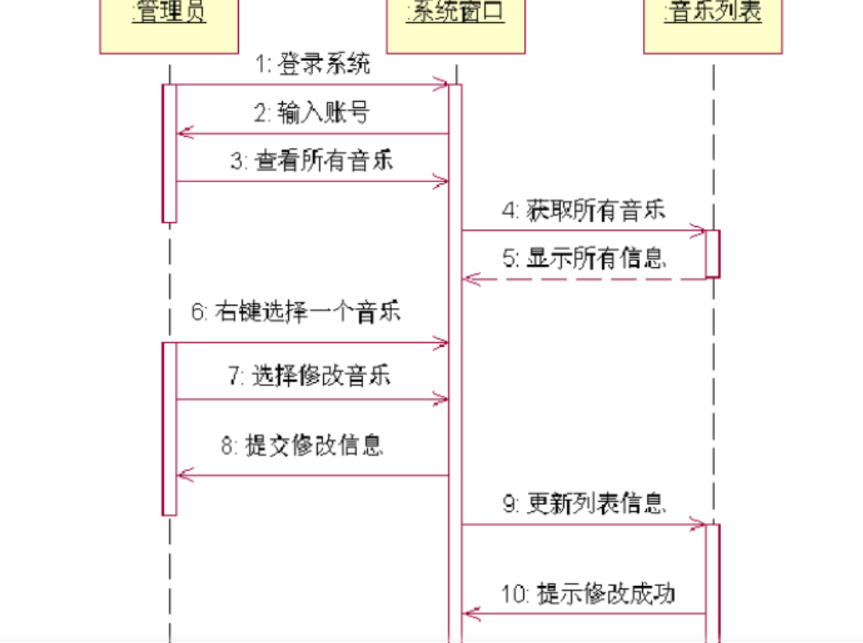 :管理员
:系统窗口
:音乐列表
1: 登录系统
2: 输入账号
3: 查看所有音乐
4: 获取所有音乐
5: 显示所有信息
6: 右键选择一个音乐
7: 选择修改音乐
8: 提交修改信息
9: 更新列表信息
10: 提示修改成功